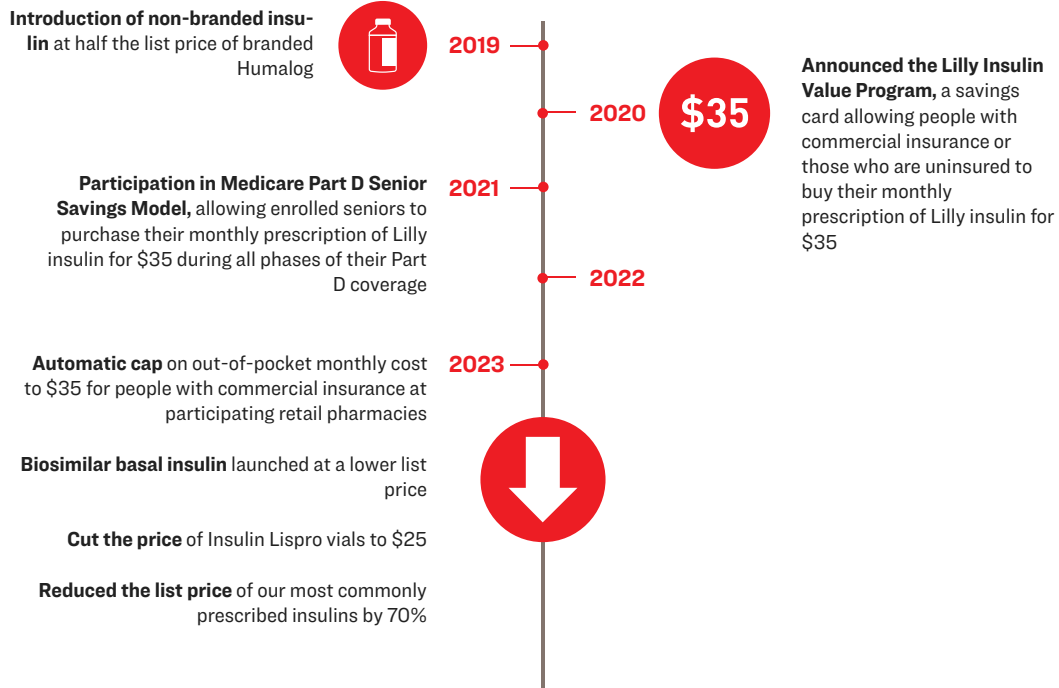 Introduction of non-branded insu-
lin at half the list price of branded
Humalog
2019
2020
$35
Announced the Lilly Insulin
Value Program, a savings
card allowing people with
commercial insurance or
those who are uninsured to
buy their monthly
prescription of Lilly insulin for
$35
Participation in Medicare Part D Senior
Savings Model, allowing enrolled seniors to
purchase their monthly prescription of Lilly
insulin for $35 during all phases of their Part
D coverage
2021
2022
Automatic cap on out-of-pocket monthly cost
to $35 for people with commercial insurance at
participating retail pharmacies
2023
Biosimilar basal insulin launched at a lower list
price
Cut the price of Insulin Lispro vials to $25
Reduced the list price of our most commonly
prescribed insulins by 70%